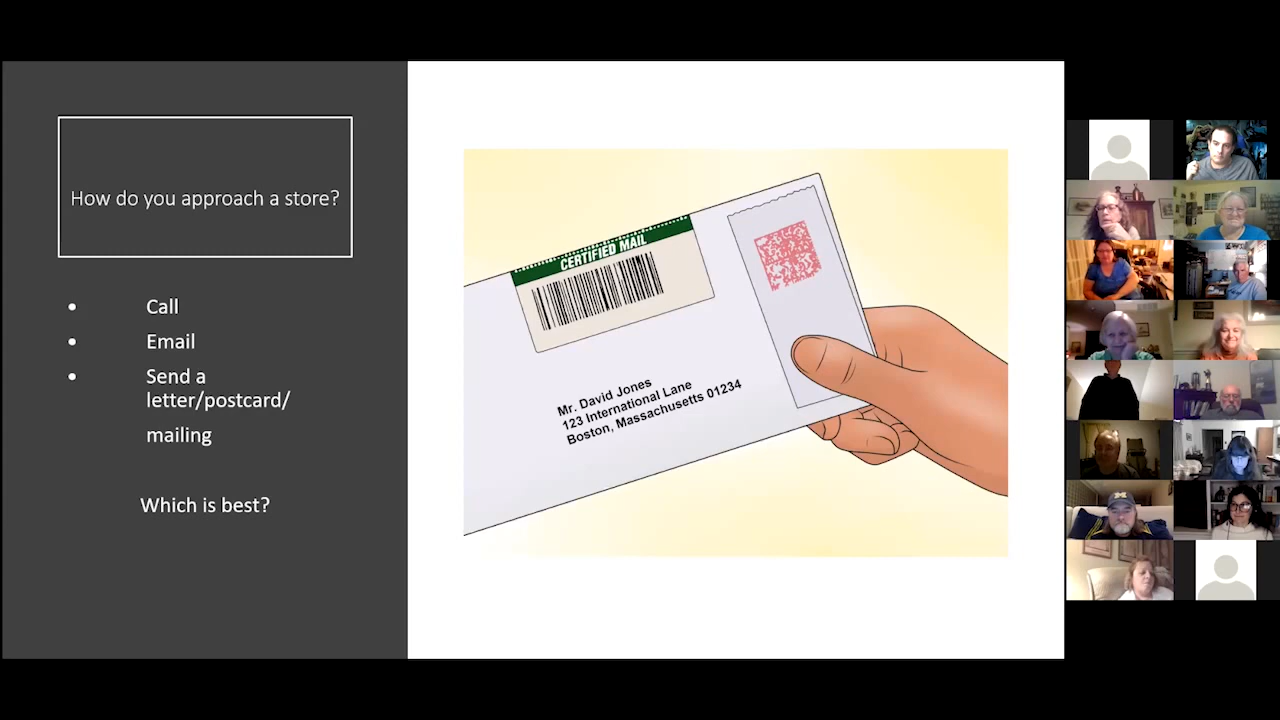 How do you approach a store?
• Call
• Email
• Send a
letter/postcard/
mailing
Which is best?
CERTIFIED MAIL
Mr. David Jones
123 International Lane
Boston, Massachusetts 01234